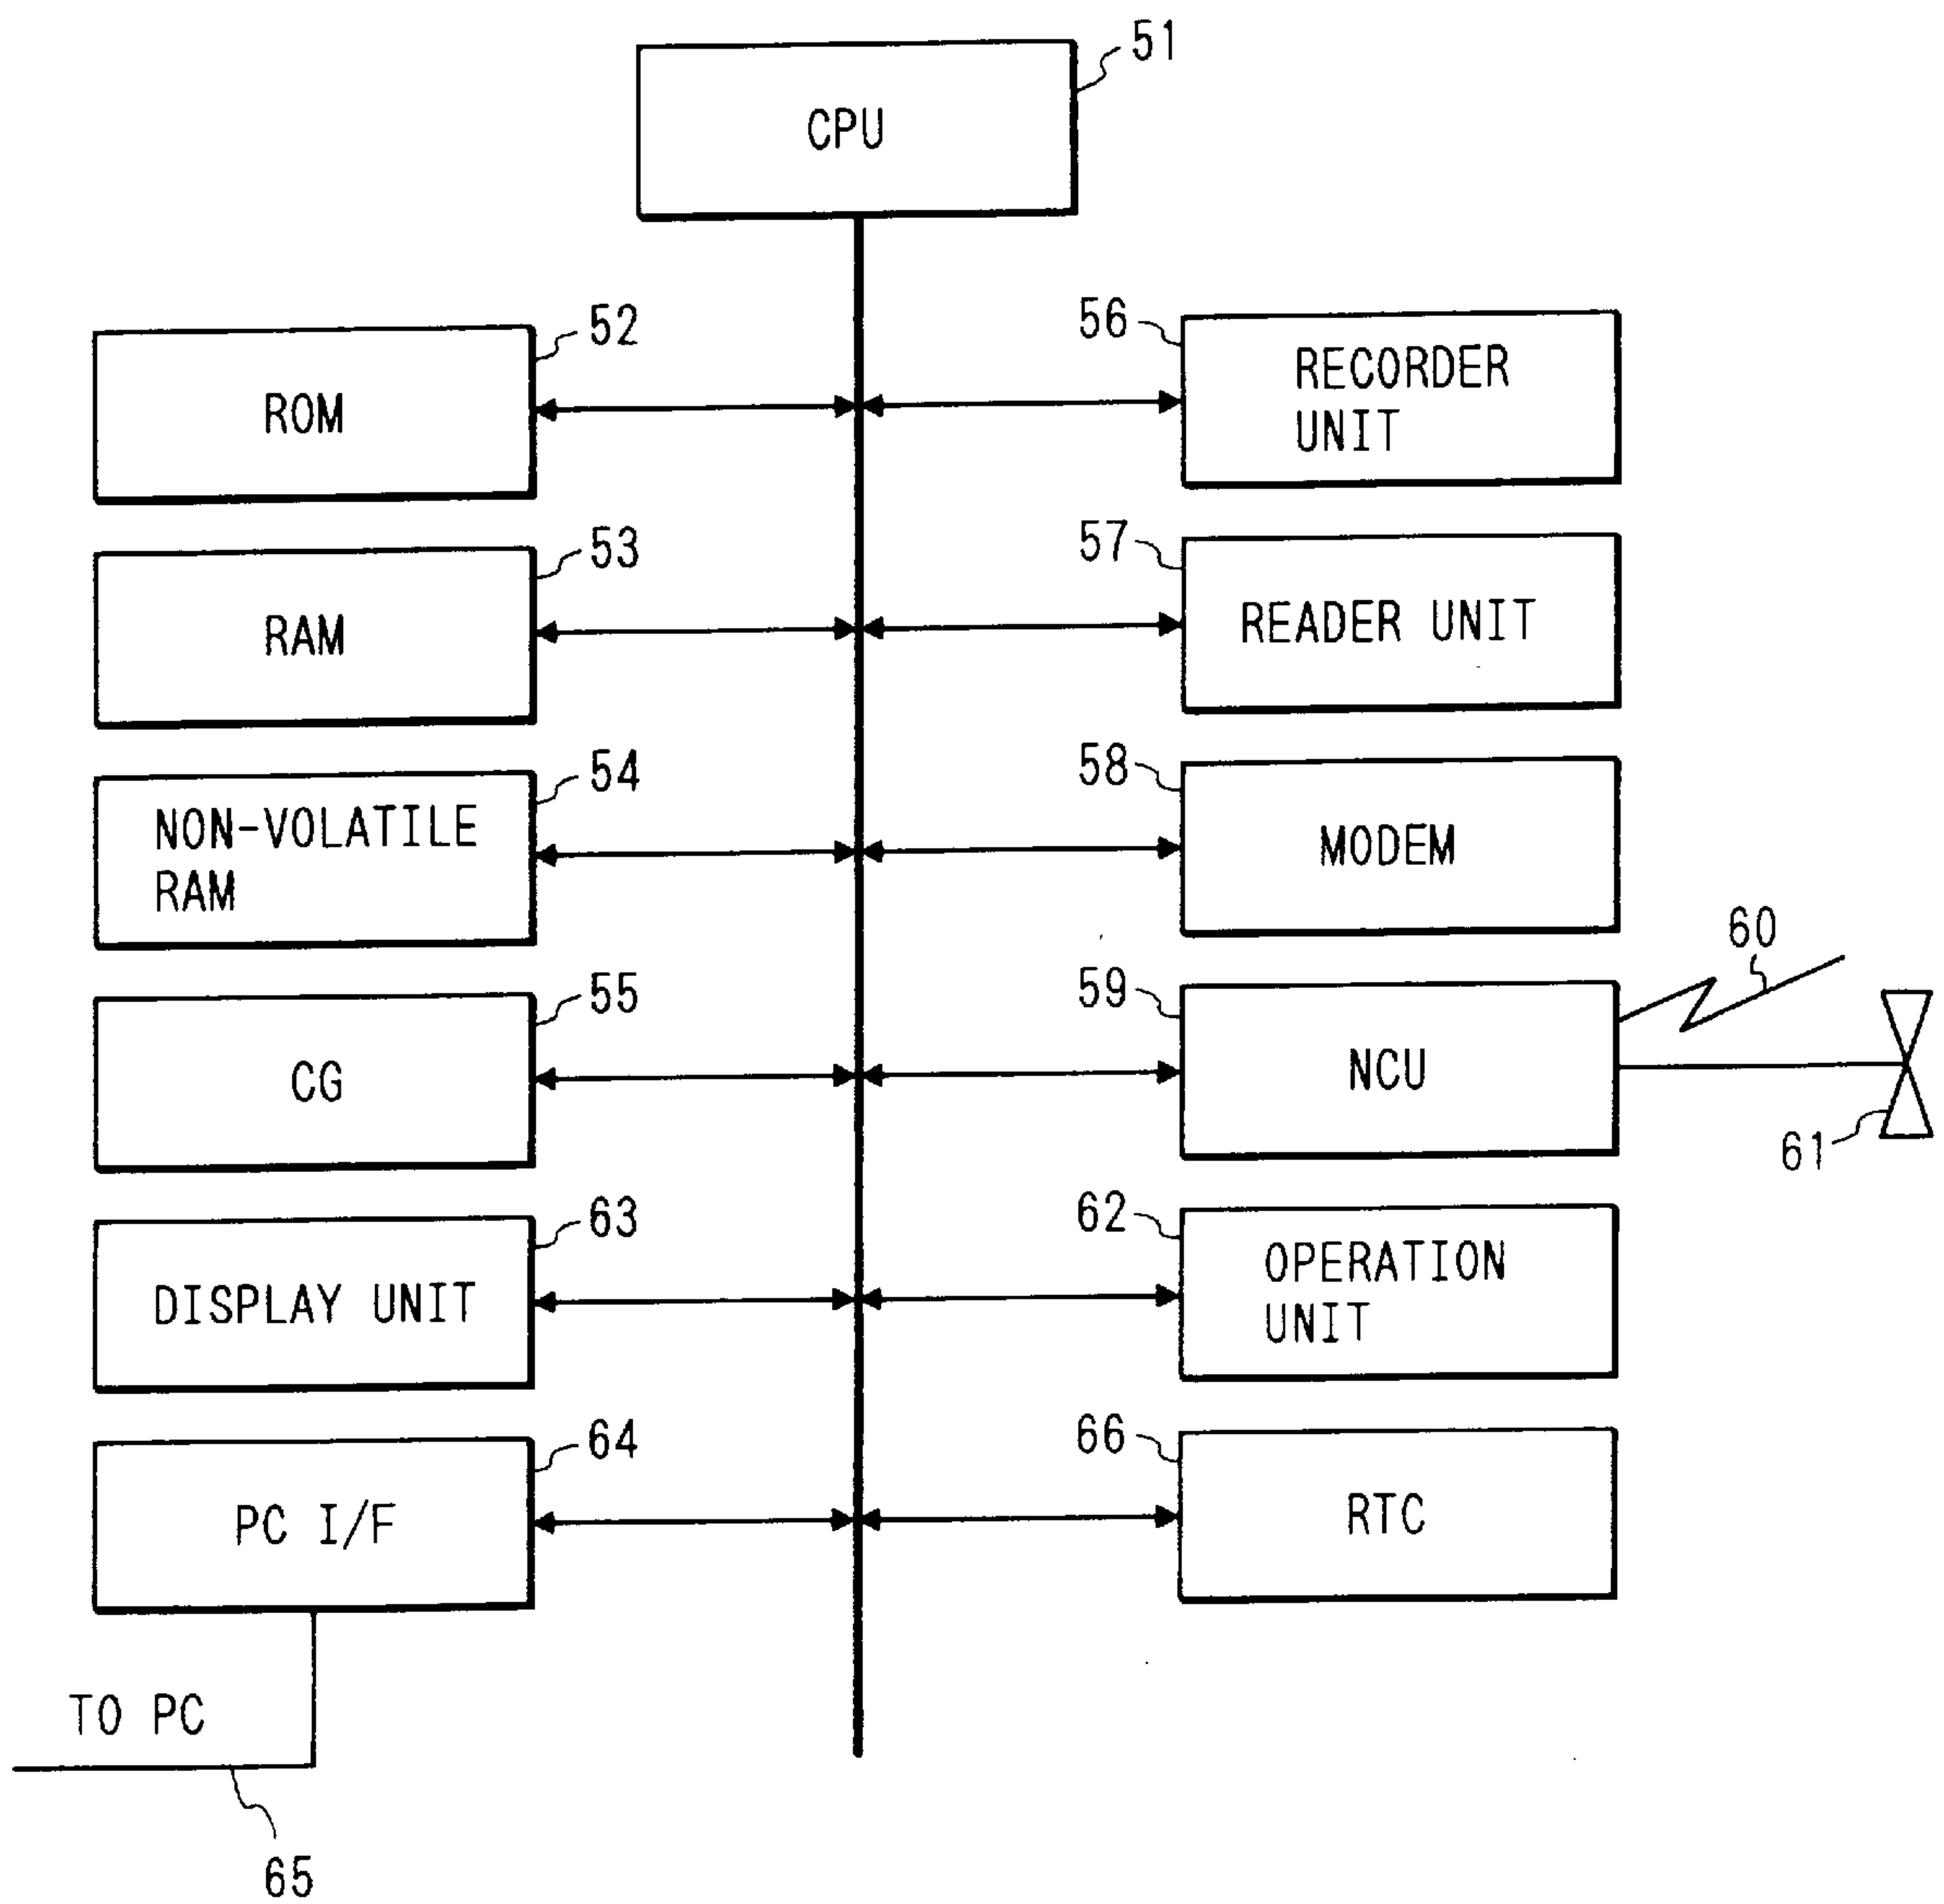 51
CPU
52
ROM
56
RECORDER
UNIT
53
RAM
57
READER UNIT
54
NON-VOLATILE
RAM
58
MODEM
55
CG
59
NCU
60
61
63
DISPLAY UNIT
62
OPERATION
UNIT
64
PC I/F
66
RTC
TO PC
65